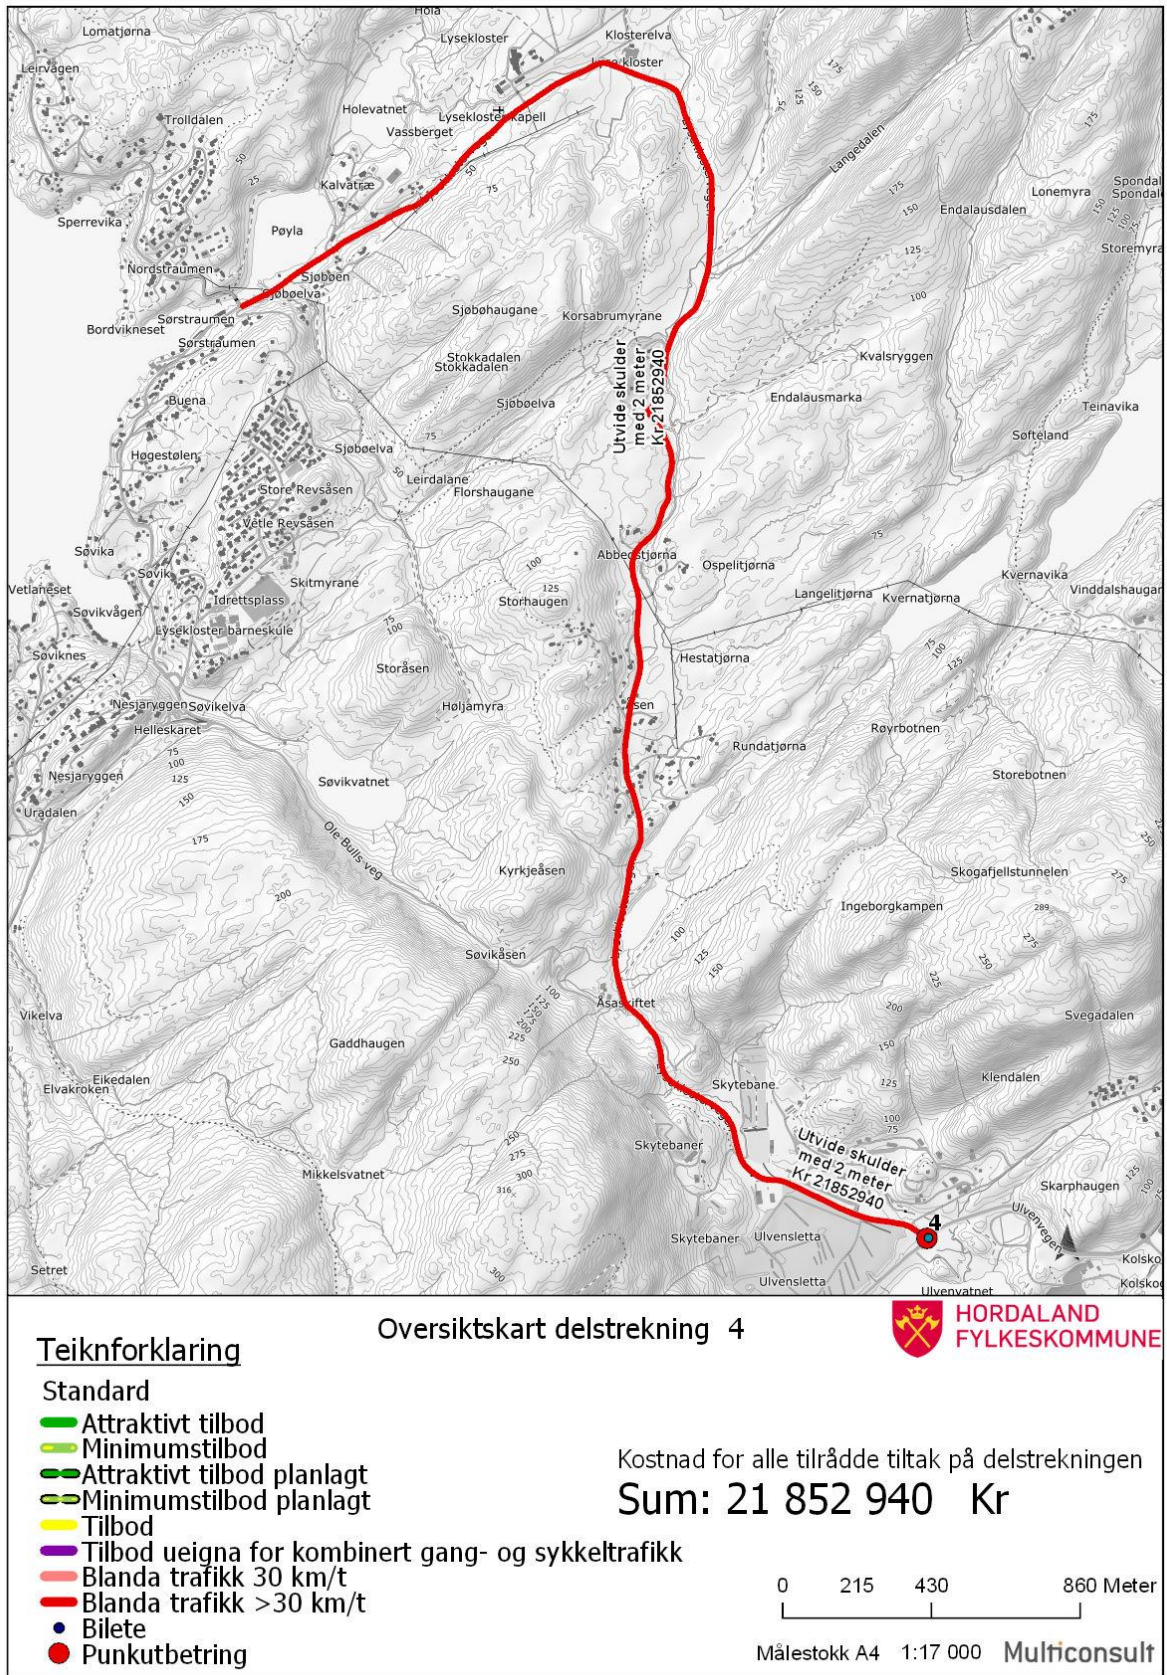 Hola
Lomatjørna
Lysekloster
Klosterelva
Leirvågen
Holevatnet
Trolldalen
Lysekloster kapell
Vassberget
Langedalen
Kalvatræ
Lonemyra
Endalausdalen
Sperrevika
Pøyla
Storemyra
Nordstraumen
Sjøbøen
Sjøbøelva
Sørstraumen
Bordvikneset
Sjøbøhaugane
Korsabrumyrane
Sørstraumen
Stokkadalen
Stokkadalen
Kvalsryggen
Utvide skulder
med 2 meter
Kr 21852940
Buena
Sjøbøelva
Endalausmarka
Teinavika
Høgestølen
Sjøbøelva
Søfteland
Leirdalane
Florshaugane
Store Revsåsen
Vetle Revsåsen
Søvika
Abbedstjørna
Ospelitjørna
Søvik
Skitmyrane
Kvernavika
Vetlaneset
Idrettsplass
Storhaugen
Langelitjørna
Kvernatjørna
Vinddalshaugar
Søvikvågen
Lysekloster barneskule
Søviknes
Storåsen
Hestatjørna
Nesjaryggen
Søvikelva
Høljamyra
Åsen
Helleskaret
Røyrbotnen
Rundatjørna
Nesjaryggen
Søvikvatnet
Storebotnen
Uradalen
Ole Bulls veg
Kyrkjeåsen
Skogafjellstunnelen
Ingeborgkampen
289
Søvikåsen
Åsaskiftet
Vikelva
Svegadalen
Gaddhaugen
Eikedalen
Elvakroken
Skytebane
Klendalen
Utvide skulder
med 2 meter
Kr 21852940
Skytebaner
Mikkelsvatnet
316
Skarphaugen
4
Ulvenvegen
Skytebaner
Ulvensletta
Setret
Ulvensletta
Ulvenvatnet
Oversiktskart delstrekning 4
HORDALAND
FYLKESKOMMUNE
Teiknforklaring
Standard
Attraktivt tilbod
Minimumstilbod
Attraktivt tilbod planlagt
Minimumstilbod planlagt
Tilbod
Tilbod ueigna for kombinert gang- og sykkeltrafikk
Blanda trafikk 30 km/t
Blanda trafikk >30 km/t
Bilete
Punkutbetring
Kostnad for alle tilrådde tiltak på delstrekningen
Sum: 21 852 940 Kr
0 215 430 860 Meter
Målestokk A4 1:17 000
Multiconsult